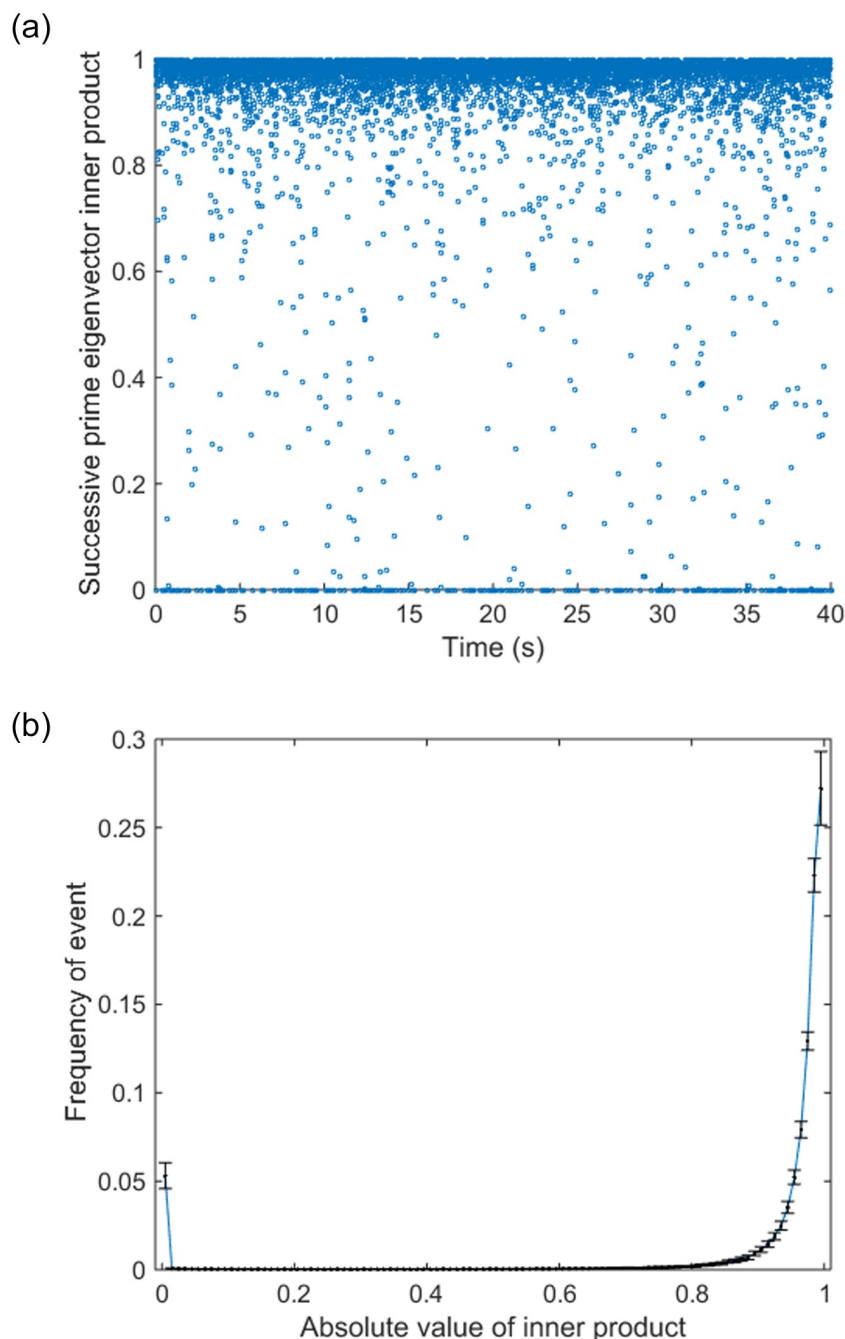 (a)
Successive prime eigenvector inner product
1
0.8
0.6
0.4
0.2
0
0 5 10 15 20 25 30 35 40
Time (s)
(b)
Frequency of event
0.3
0.25
0.2
0.15
0.1
0.05
0
0 0.2 0.4 0.6 0.8 1
Absolute value of inner product